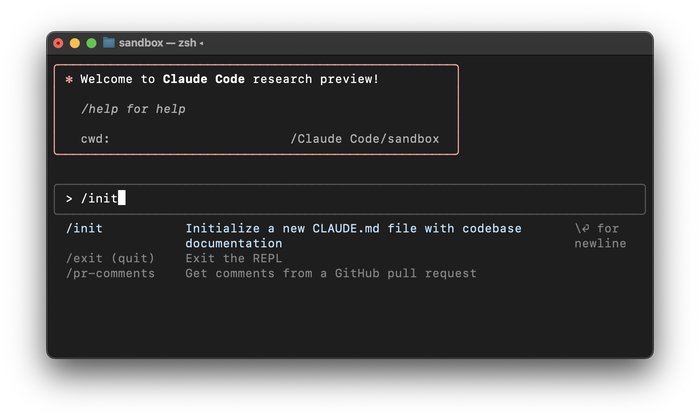 sandbox — zsh
✻ Welcome to Claude Code research preview!
/help for help
cwd: /Claude Code/sandbox
> /init
/init Initialize a new CLAUDE.md file with codebase documentation \⏎ for newline
/exit (quit) Exit the REPL
/pr-comments Get comments from a GitHub pull request